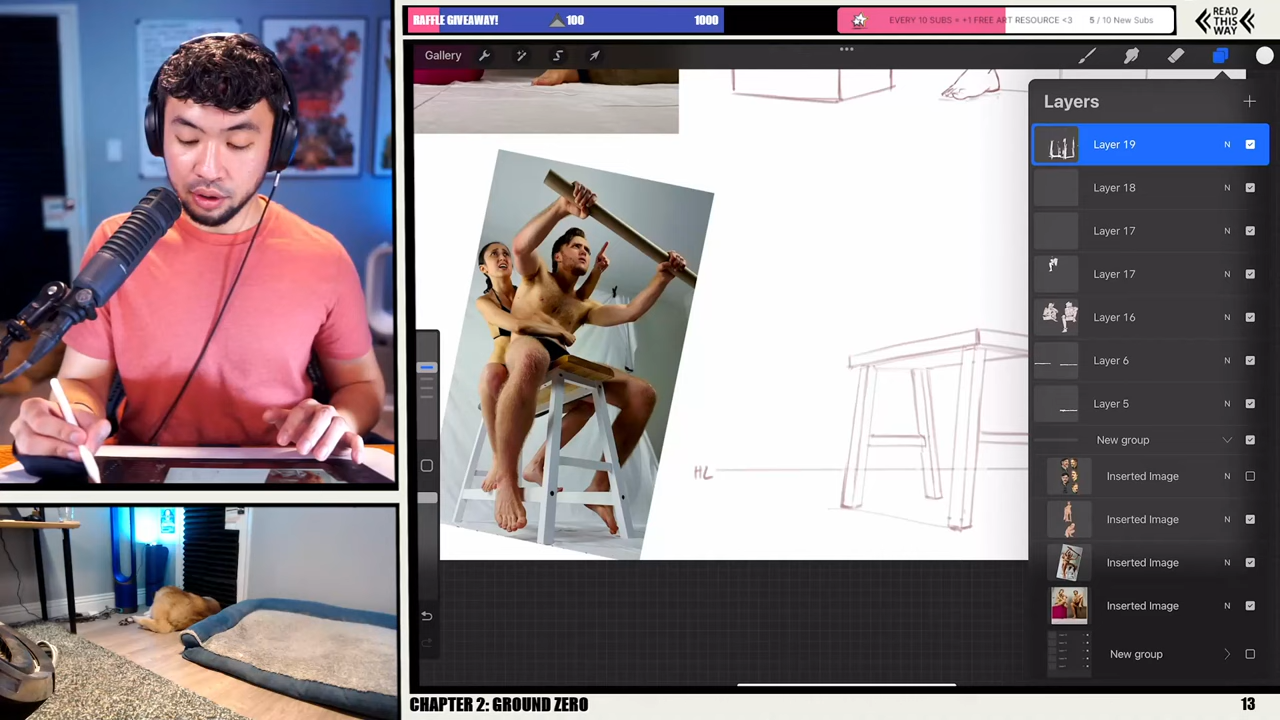 RAFFLE GIVEAWAY!
100
1000
EVERY 10 SUBS = +1 FREE ART RESOURCE <3
5 / 10 New Subs
READ
THIS
WAY
Gallery
Layers
Layer 19
N
Layer 18
N
Layer 17
N
Layer 17
N
Layer 16
N
Layer 6
N
Layer 5
N
New group
Inserted Image
N
Inserted Image
N
Inserted Image
N
Inserted Image
N
New group
HL
CHAPTER 2: GROUND ZERO
13